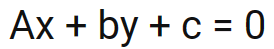 Ax + by + c = 0